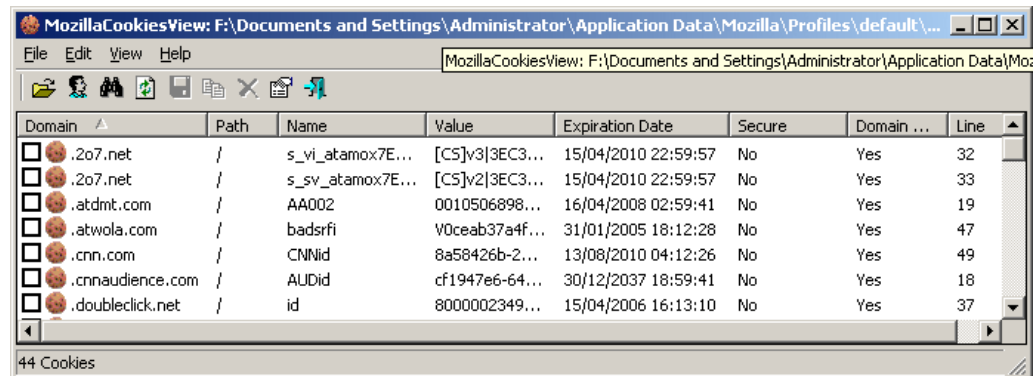 MozillaCookiesView: F:\Documents and Settings\Administrator\Application Data\Mozilla\Profiles\default\...
File Edit View Help
MozillaCookiesView: F:\Documents and Settings\Administrator\Application Data\Moz
Domain Path Name Value Expiration Date Secure Domain ... Line
.2o7.net / s_vi_atamox7E... [CS]v3|3EC3... 15/04/2010 22:59:57 No Yes 32
.2o7.net / s_sv_atamox7E... [CS]v2|3EC3... 15/04/2010 22:59:57 No Yes 33
.atdmt.com / AA002 0010506898... 16/04/2008 02:59:41 No Yes 19
.atwola.com / badsrfi V0ceab37a4f... 31/01/2005 18:12:28 No Yes 47
.cnn.com / CNNid 8a58426b-2... 13/08/2010 04:12:26 No Yes 49
.cnnaudience.com / AUDid cf1947e6-64... 30/12/2037 18:59:41 No Yes 18
.doubleclick.net / id 8000002349... 15/04/2006 16:13:10 No Yes 37
44 Cookies